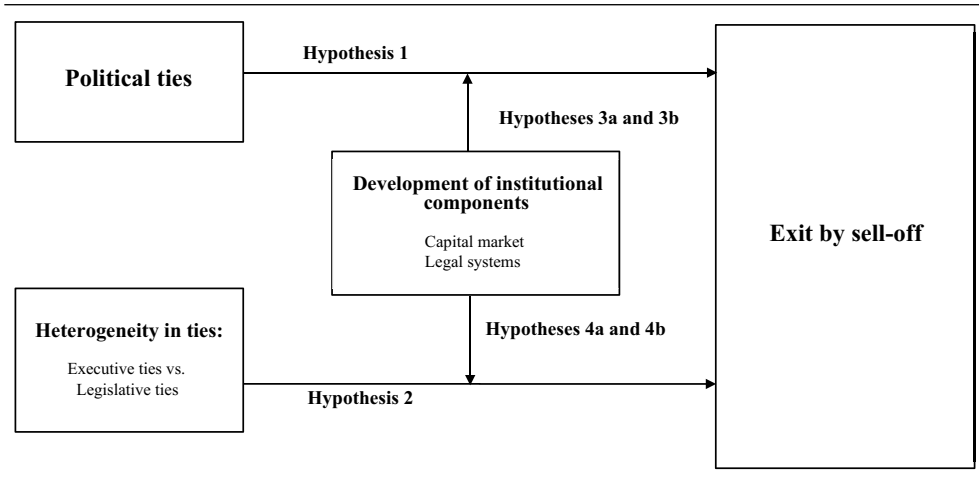 Political ties
Hypothesis 1
Hypotheses 3a and 3b
Development of institutional
components
Capital market
Legal systems
Exit by sell-off
Heterogeneity in ties:
Executive ties vs.
Legislative ties
Hypotheses 4a and 4b
Hypothesis 2